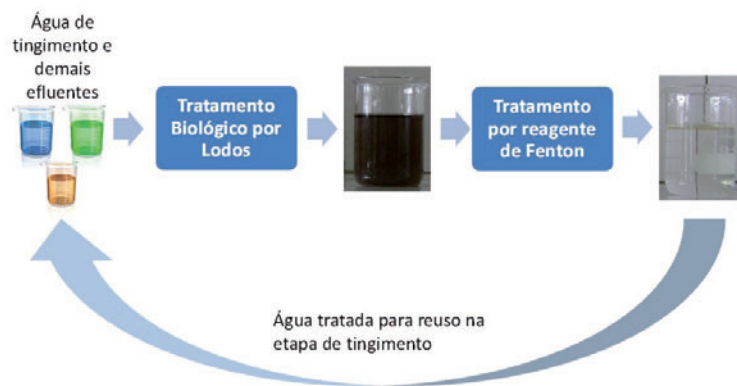 Água de
tingimento e
demais
efluentes
Tratamento
Biológico por
Lodos
Tratamento
por reagente
de Fenton
Água tratada para reuso na
etapa de tingimento